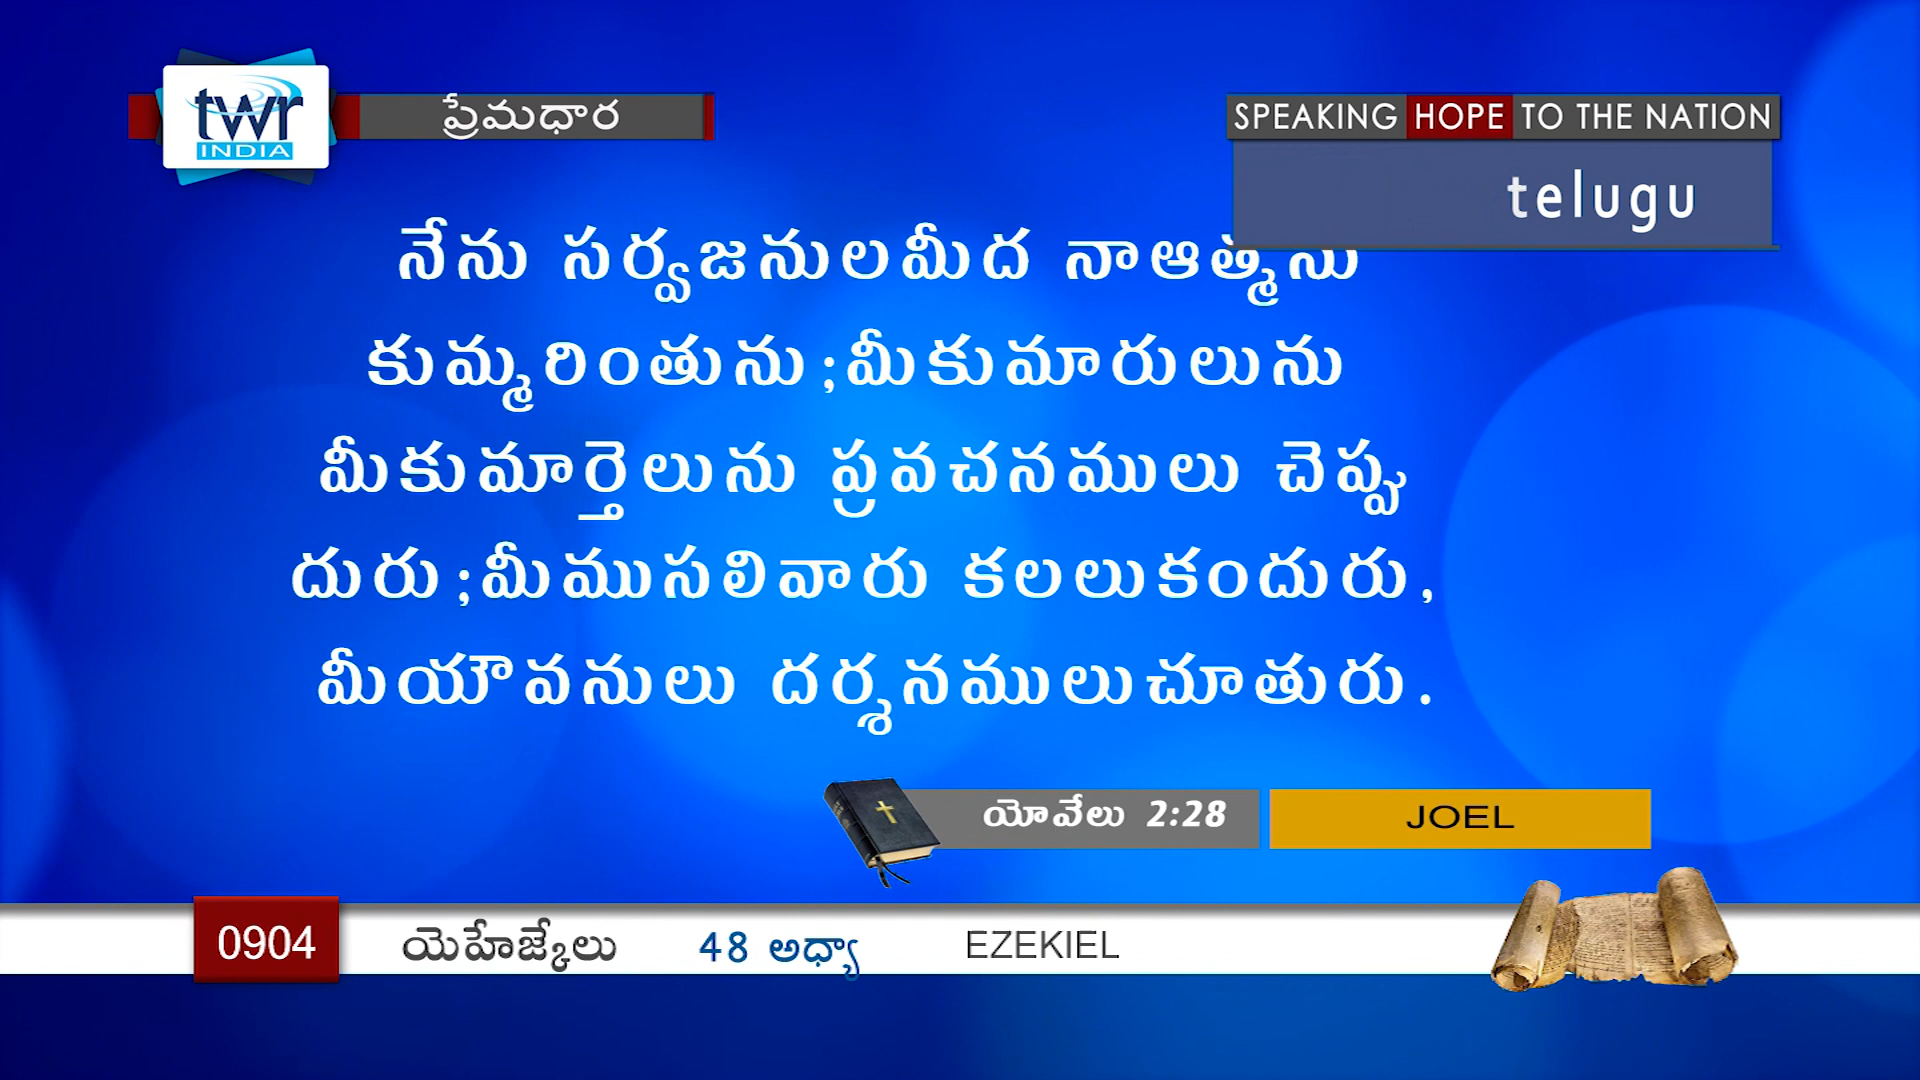 twr
INDIA
ప్రేమధార
SPEAKING HOPE TO THE NATION
telugu
నేను సర్వజనులమీద నాఆత్మను
కుమ్మరింతును;మీకుమారులును
మీకుమార్తెలును ప్రవచనములు చెప్పు
దురు;మీముసలివారు కలలుకందురు,
మీయౌవనులు దర్శనములుచూతురు.
యోవేలు 2:28
JOEL
0904 యెహేజ్కేలు 48 అధ్యా EZEKIEL